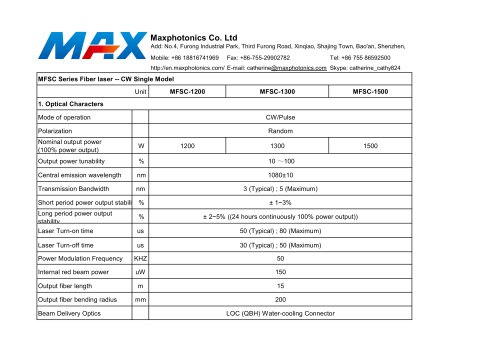 MAX
Maxphotonics Co. Ltd
Add: No.4, Furong Industrial Park, Third Furong Road, Xinqiao, Shajing Town, Bao'an, Shenzhen,
Mobile: +86 18816741969 Fax: +86-755-29902782 Tel: +86 755 86592500
http://en.maxphotonics.com/ E-mail: catherine@maxphotonics.com Skype: catherine_cathy824
MFSC Series Fiber laser -- CW Single Model
Unit MFSC-1200 MFSC-1300 MFSC-1500
1. Optical Characters
Mode of operation CW/Pulse
Polarization Random
Nominal output power
(100% power output) W 1200 1300 1500
Output power tunability % 10 ～100
Central emission wavelength nm 1080±10
Transmission Bandwidth nm 3 (Typical) ; 5 (Maximum)
Short period power output stabili % ± 1~3%
Long period power output
stability % ± 2~5% ((24 hours continuously 100% power output))
Laser Turn-on time us 50 (Typical) ; 80 (Maximum)
Laser Turn-off time us 30 (Typical) ; 50 (Maximum)
Power Modulation Frequency KHZ 50
Internal red beam power uW 150
Output fiber length m 15
Output fiber bending radius mm 200
Beam Delivery Optics LOC (QBH) Water-cooling Connector